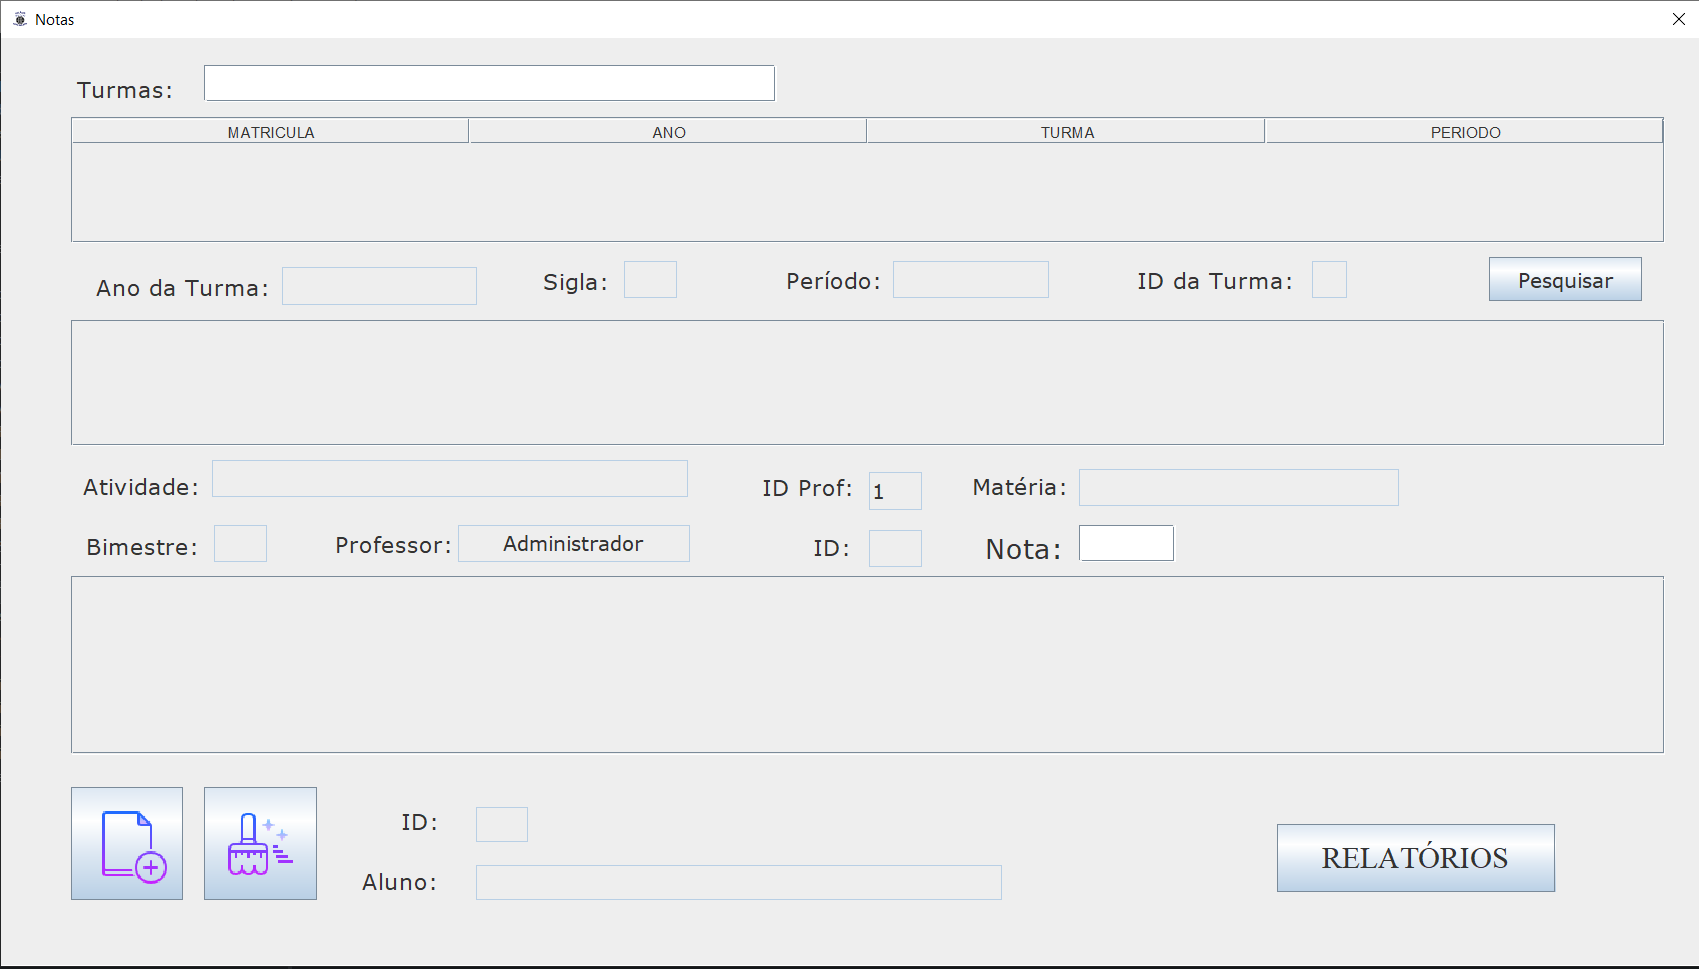 Notas
Turmas:
MATRICULA ANO TURMA PERIODO
Ano da Turma: Sigla: Período: ID da Turma: Pesquisar
Atividade: ID Prof: 1 Matéria:
Bimestre: Professor: Administrador ID: Nota:
ID:
Aluno:
RELATÓRIOS